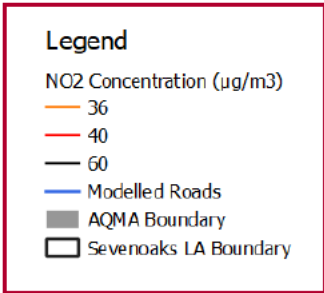 Legend
NO2 Concentration (µg/m3)
36
40
60
Modelled Roads
AQMA Boundary
Sevenoaks LA Boundary